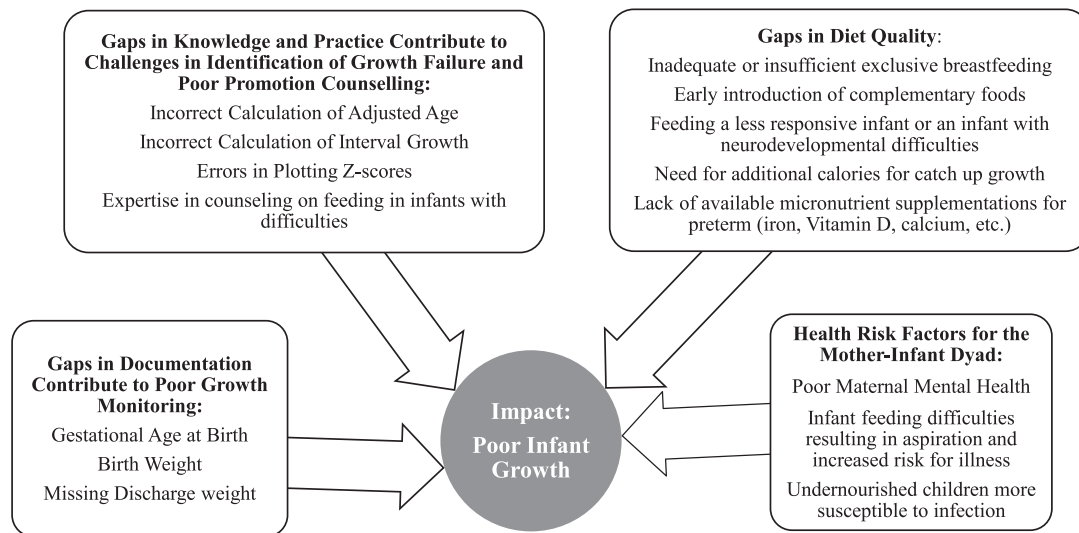 Gaps in Knowledge and Practice Contribute to
Challenges in Identification of Growth Failure and
Poor Promotion Counselling:
Incorrect Calculation of Adjusted Age
Incorrect Calculation of Interval Growth
Errors in Plotting Z-scores
Expertise in counseling on feeding in infants with
difficulties
Gaps in Diet Quality:
Inadequate or insufficient exclusive breastfeeding
Early introduction of complementary foods
Feeding a less responsive infant or an infant with
neurodevelopmental difficulties
Need for additional calories for catch up growth
Lack of available micronutrient supplementations for
preterm (iron, Vitamin D, calcium, etc.)
Gaps in Documentation
Contribute to Poor Growth
Monitoring:
Gestational Age at Birth
Birth Weight
Missing Discharge weight
Impact:
Poor Infant
Growth
Health Risk Factors for the
Mother-Infant Dyad:
Poor Maternal Mental Health
Infant feeding difficulties
resulting in aspiration and
increased risk for illness
Undernourished children more
susceptible to infection